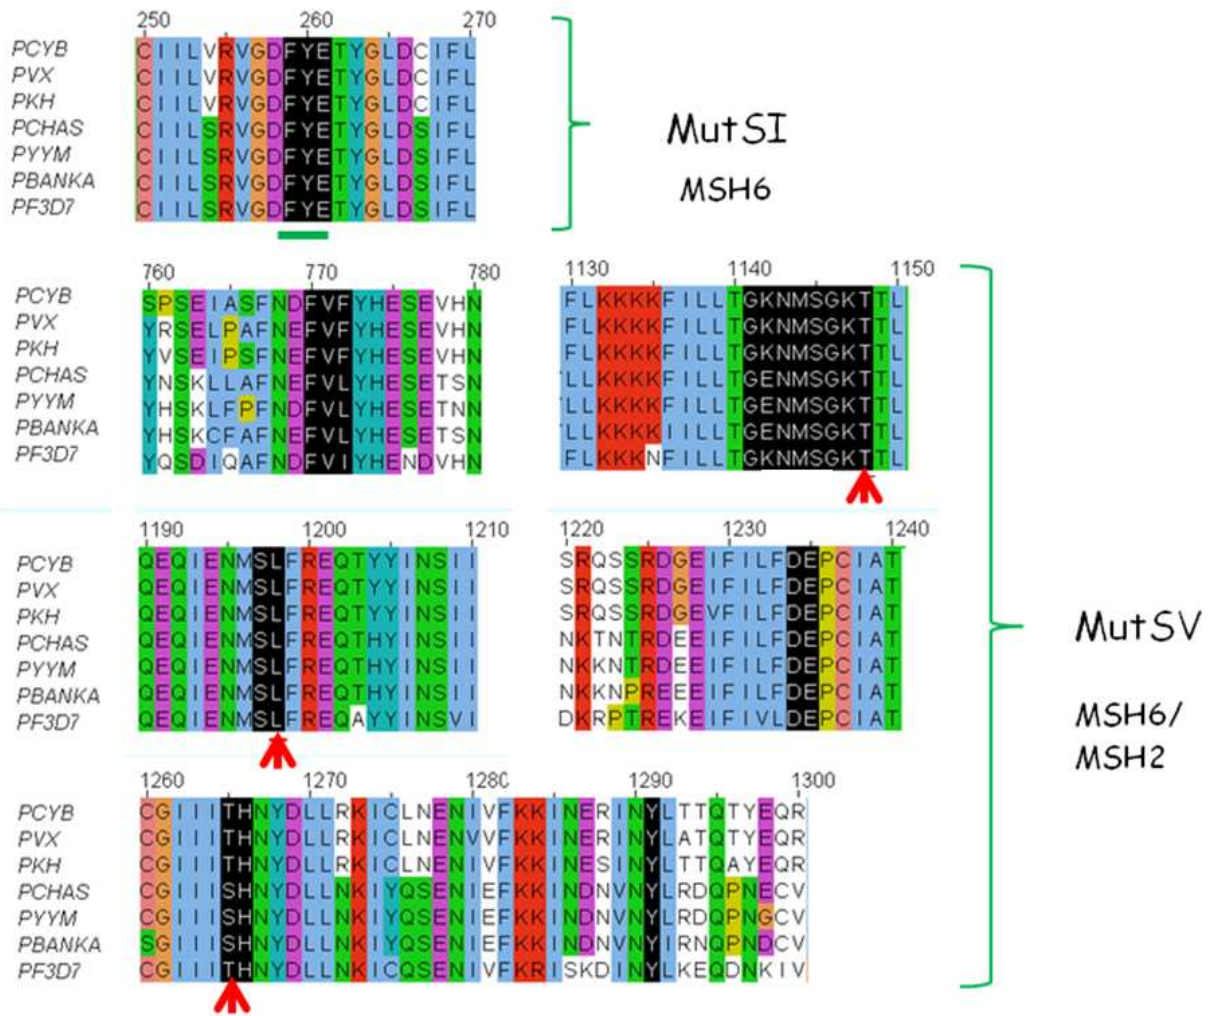 250 260 270
PCYB CIILVRVGDFYETYGLDCIFL
PVX CIILVRVGDFYETYGLDCIFL
PKH CIILVRVGDFYETYGLDCIFL
PCHAS CIILSRVGDFYETYGLDSIFL
PYYM CIILSRVGDFYETYGLDSIFL
PBANKA CIILSRVGDFYETYGLDSIFL
PF3D7 CIILSRVGDFYETYGLDSIFL
MutSI
MSH6
760 770 780 1130 1140 1150
PCYB SPSEIASFNDFVFYHESEVHN FLKKKKFILLTGKNMSGKTTL
PVX YRSELPAFNEFVFYHESEVHN FLKKKKFILLTGKNMSGKTTL
PKH YVSEIPSFNEFVFYHESEVHN FLKKKKFILLTGKNMSGKTTL
PCHAS YNSKLLAFNEFVLYHESETSN LLKKKKFILLTGENMSGKTTL
PYYM YHSKLFPFNDFVLYHESETNN LLKKKKFILLTGENMSGKTTL
PBANKA YHSKCFAFNEFVLYHESETSN LLKKKKIILLTGENMSGKTTL
PF3D7 YQSDIQAFNDFVIYHENDVHN FLKKKNFILLTGKNMSGKTTL
1190 1200 1210 1220 1230 1240
PCYB QEQIENMSLFREQTYYINSII SRQSSRDGEIFILFDEPCIAT
PVX QEQIENMSLFREQTYYINSII SRQSSRDGEIFILFDEPCIAT
PKH QEQIENMSLFREQTYYINSII SRQSSRDGEVFILFDEPCIAT
PCHAS QEQIENMSLFREQTHYINSII NKTNTRDEEIFILFDEPCIAT
PYYM QEQIENMSLFREQTHYINSII NKKNTRDEEIFILFDEPCIAT
PBANKA QEQIENMSLFREQTHYINSII NKKNPREEEIFILFDEPCIAT
PF3D7 QEQIENMSLFREQAYYINSVI DKRPTREKEIFIVLDEPCIAT
MutSV
MSH6/
MSH2
1260 1270 1280 1290 1300
PCYB CGIIITHNYDLLRKICLNENIVFKKINERINYLTTQTYEQR
PVX CGIIITHNYDLLRKICLNENVVFKKINERINYLATQTYEQR
PKH CGIIITHNYDLLRKICLNENIVFKKINESINYLTTQAYEQR
PCHAS CGIIISHNYDLLNKIYQSENIEFKKINDNVNYLRDQPNECV
PYYM CGIIISHNYDLLNKIYQSENIEFKKINDNVNYLRDQPNGCV
PBANKA SGIIISHNYDLLNKIYQSENIEFKKINDNVNYIRNQPNDCV
PF3D7 CGIIITHNYDLLNKICQSENIVFKRISKDINYLKEQDNKIV